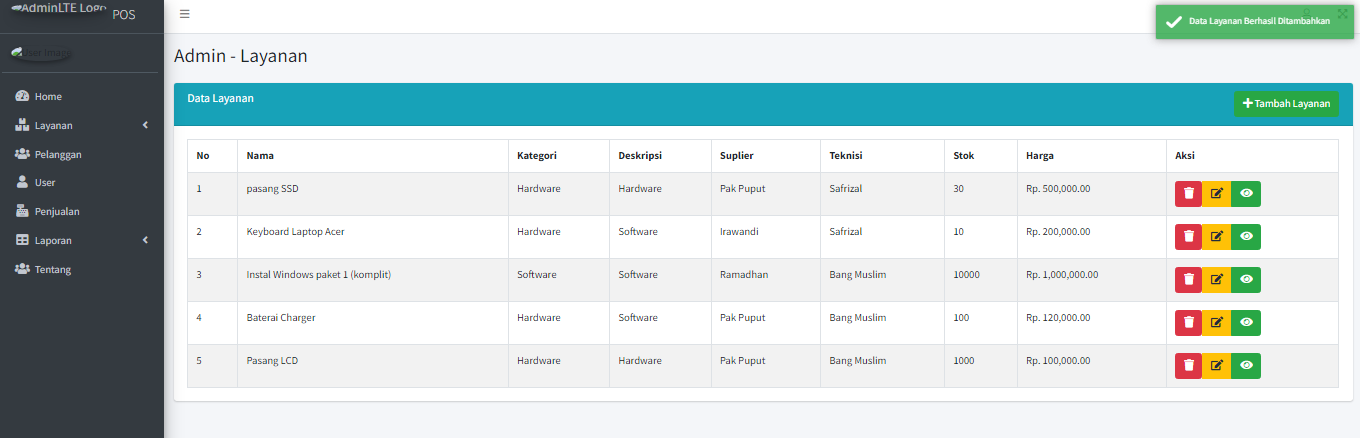 AdminLTE Logo POS
Data Layanan Berhasil Ditambahkan
User Image
Admin - Layanan
Home
Layanan
Pelanggan
User
Penjualan
Laporan
Tentang
Data Layanan
Tambah Layanan
No Nama Kategori Deskripsi Suplier Teknisi Stok Harga Aksi
1 pasang SSD Hardware Hardware Pak Puput Safrizal 30 Rp. 500,000.00
2 Keyboard Laptop Acer Hardware Software Irawandi Safrizal 10 Rp. 200,000.00
3 Instal Windows paket 1 (komplit) Software Software Ramadhan Bang Muslim 10000 Rp. 1,000,000.00
4 Baterai Charger Hardware Software Pak Puput Bang Muslim 100 Rp. 120,000.00
5 Pasang LCD Hardware Hardware Pak Puput Bang Muslim 1000 Rp. 100,000.00